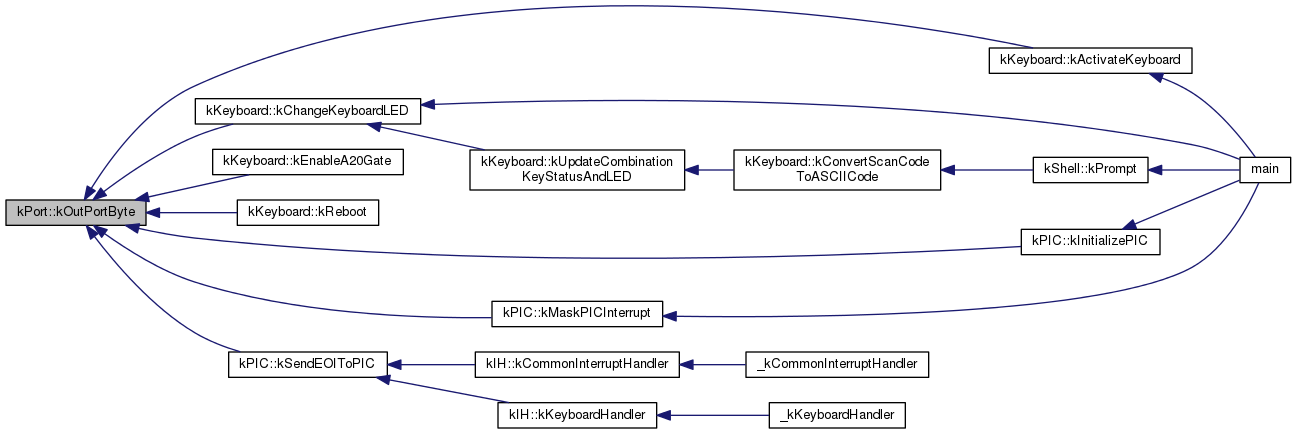 kKeyboard::kActivateKeyboard
kKeyboard::kChangeKeyboardLED
kKeyboard::kEnableA20Gate
kKeyboard::kUpdateCombination
KeyStatusAndLED
kKeyboard::kConvertScanCode
ToASCIICode
kShell::kPrompt
main
kPort::kOutPortByte
kKeyboard::kReboot
kPIC::kInitializePIC
kPIC::kMaskPICInterrupt
kPIC::kSendEOIToPIC
kIH::kCommonInterruptHandler
_kCommonInterruptHandler
kIH::kKeyboardHandler
_kKeyboardHandler